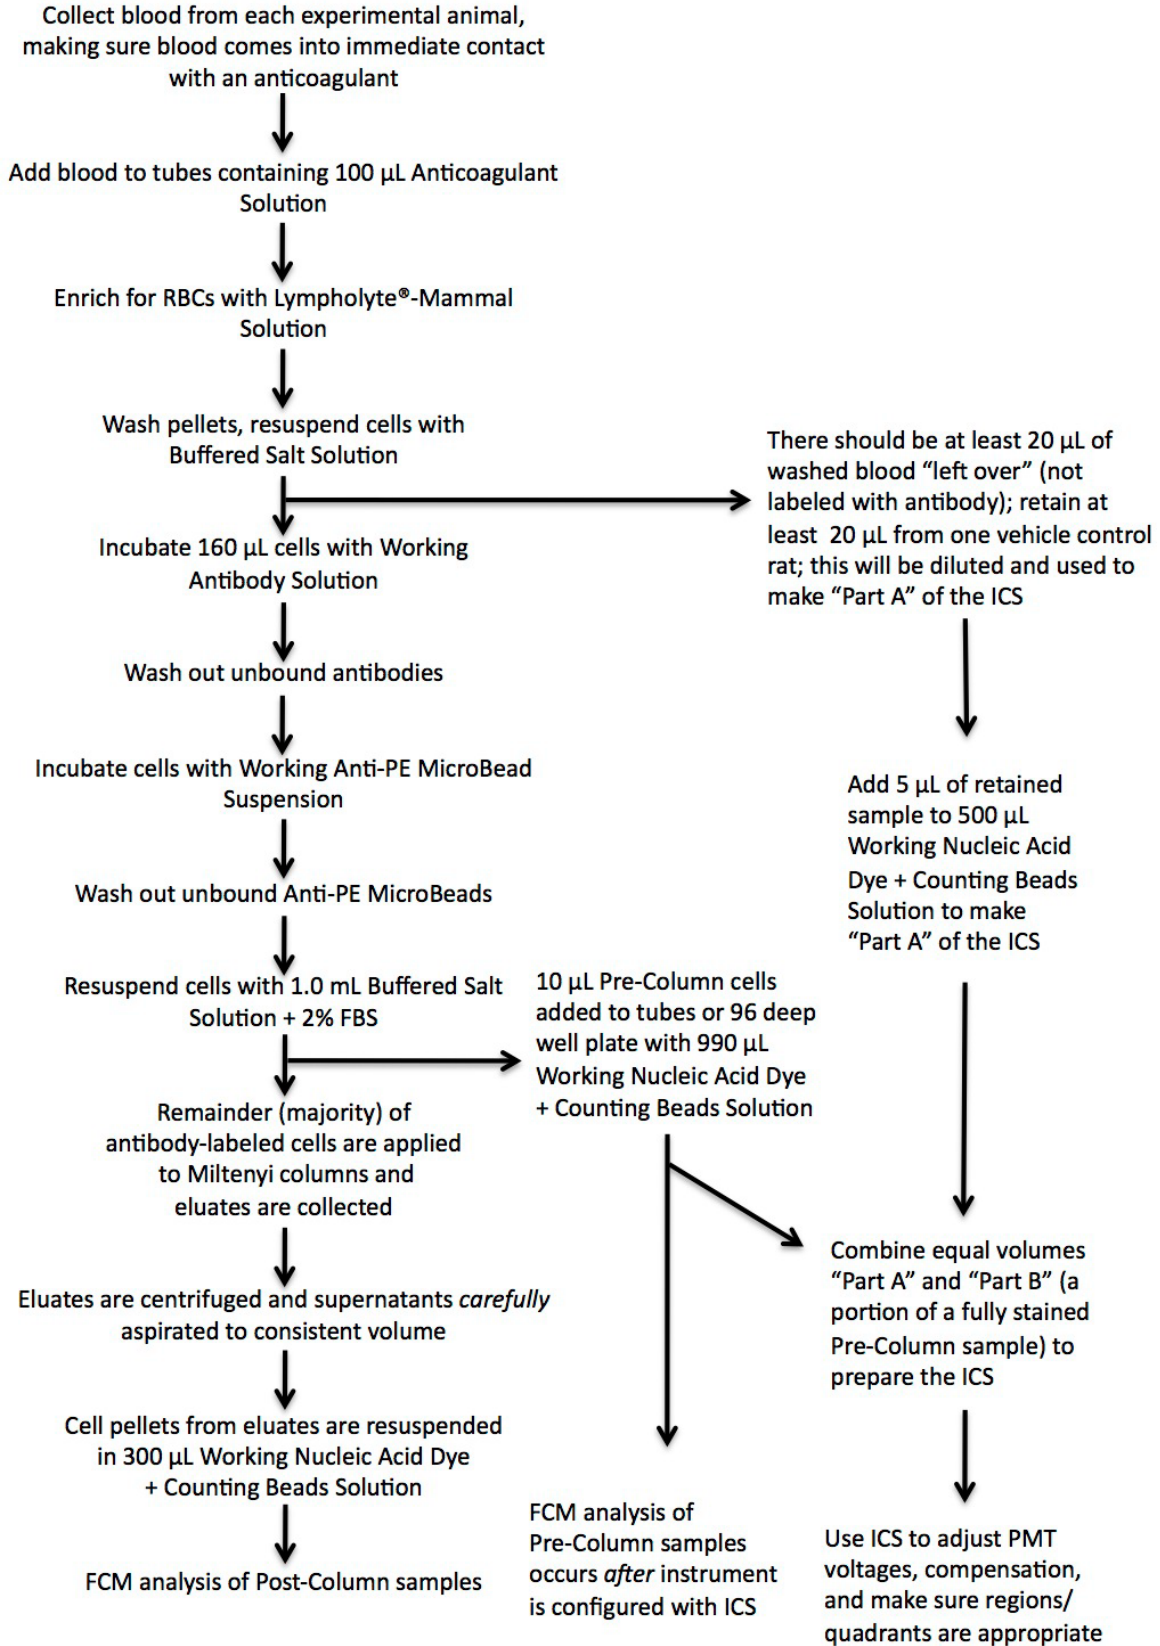 Collect blood from each experimental animal,
making sure blood comes into immediate contact
with an anticoagulant
Add blood to tubes containing 100 µL Anticoagulant
Solution
Enrich for RBCs with Lympholyte®-Mammal
Solution
Wash pellets, resuspend cells with
Buffered Salt Solution
There should be at least 20 µL of
washed blood “left over” (not
labeled with antibody); retain at
least  20 µL from one vehicle control
rat; this will be diluted and used to
make “Part A” of the ICS
Incubate 160 µL cells with Working
Antibody Solution
Wash out unbound antibodies
Incubate cells with Working Anti-PE MicroBead
Suspension
Add 5 µL of retained
sample to 500 µL
Working Nucleic Acid
Dye + Counting Beads
Solution to make
“Part A” of the ICS
Wash out unbound Anti-PE MicroBeads
Resuspend cells with 1.0 mL Buffered Salt
Solution + 2% FBS
10 µL Pre-Column cells
added to tubes or 96 deep
well plate with 990 µL
Working Nucleic Acid Dye
+ Counting Beads Solution
Remainder (majority) of
antibody-labeled cells are applied
to Miltenyi columns and
eluates are collected
Combine equal volumes
“Part A” and “Part B” (a
portion of a fully stained
Pre-Column sample) to
prepare the ICS
Eluates are centrifuged and supernatants carefully
aspirated to consistent volume
Cell pellets from eluates are resuspended
in 300 µL Working Nucleic Acid Dye
+ Counting Beads Solution
FCM analysis of Post-Column samples
FCM analysis of
Pre-Column samples
occurs after instrument
is configured with ICS
Use ICS to adjust PMT
voltages, compensation,
and make sure regions/
quadrants are appropriate